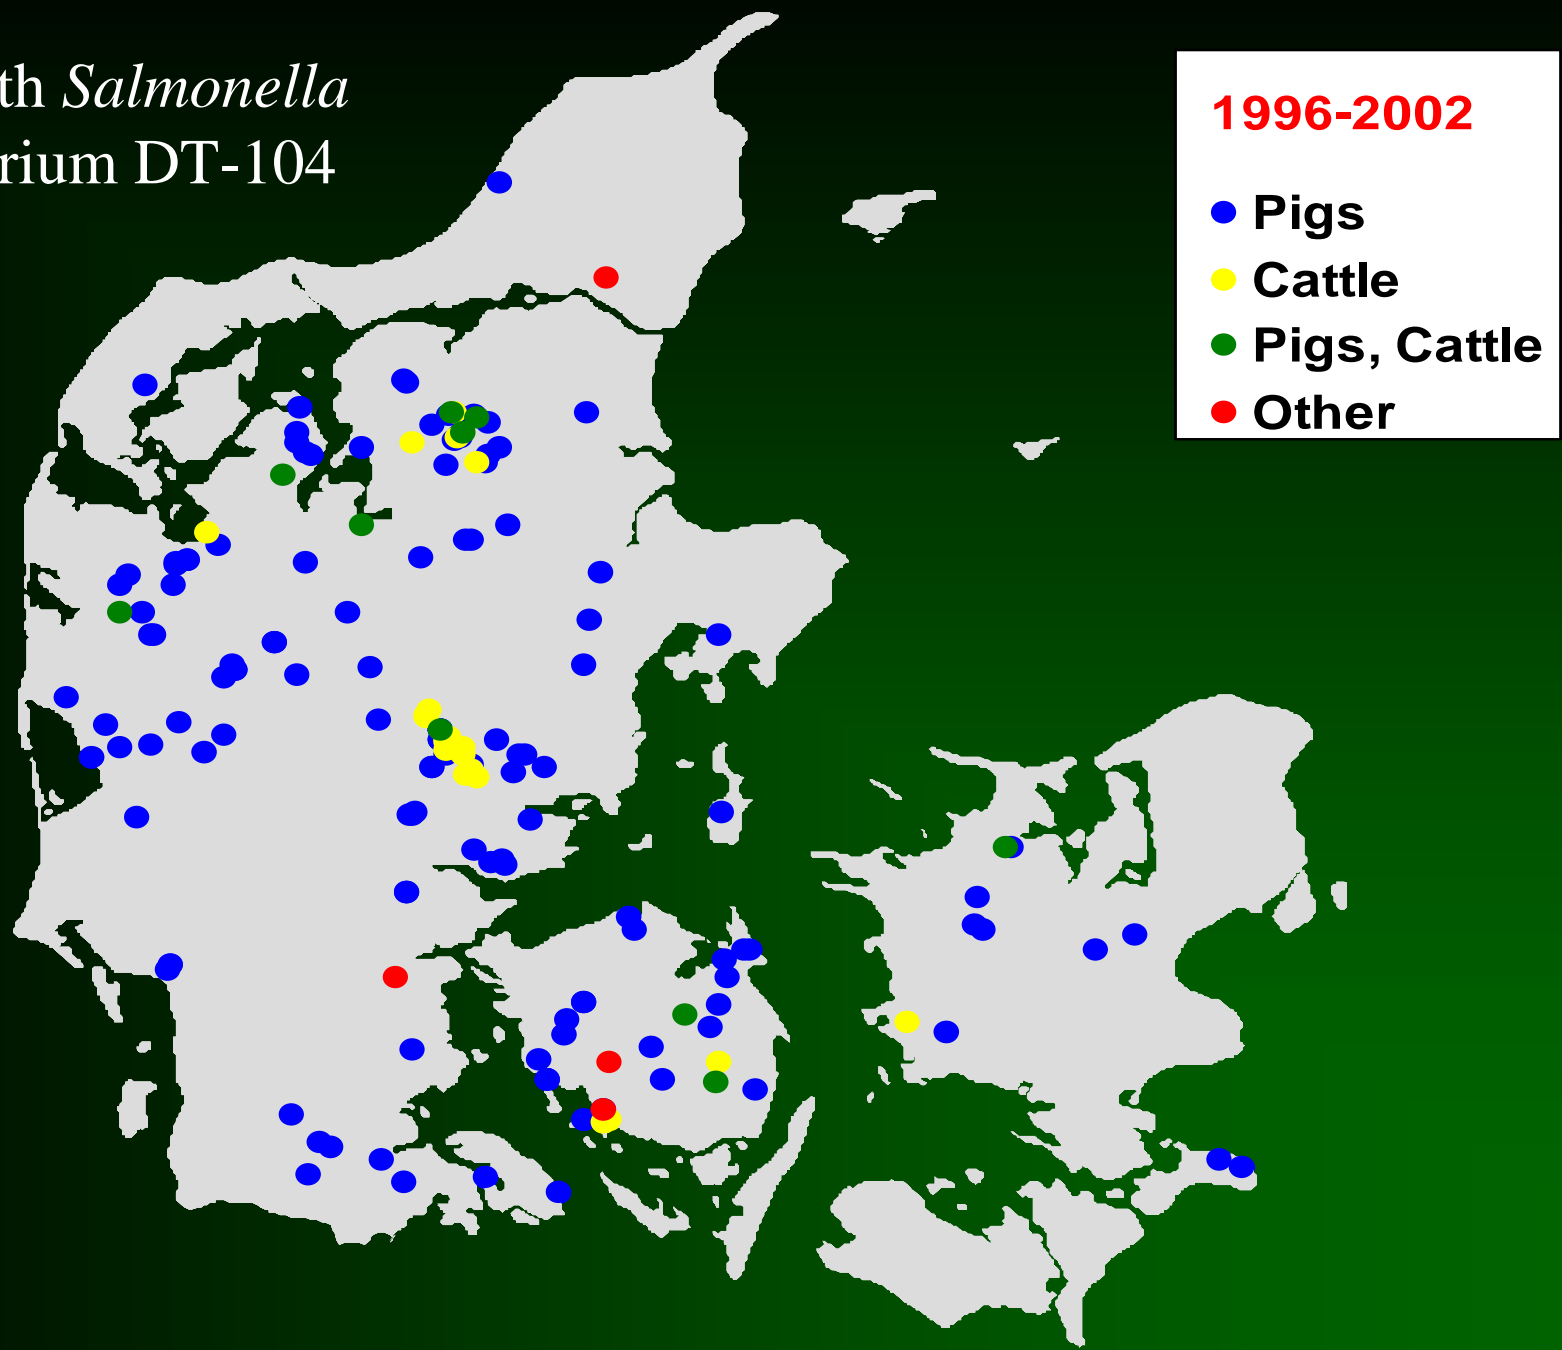 th Salmonella
rium DT-104
1996-2002
Pigs
Cattle
Pigs, Cattle
Other